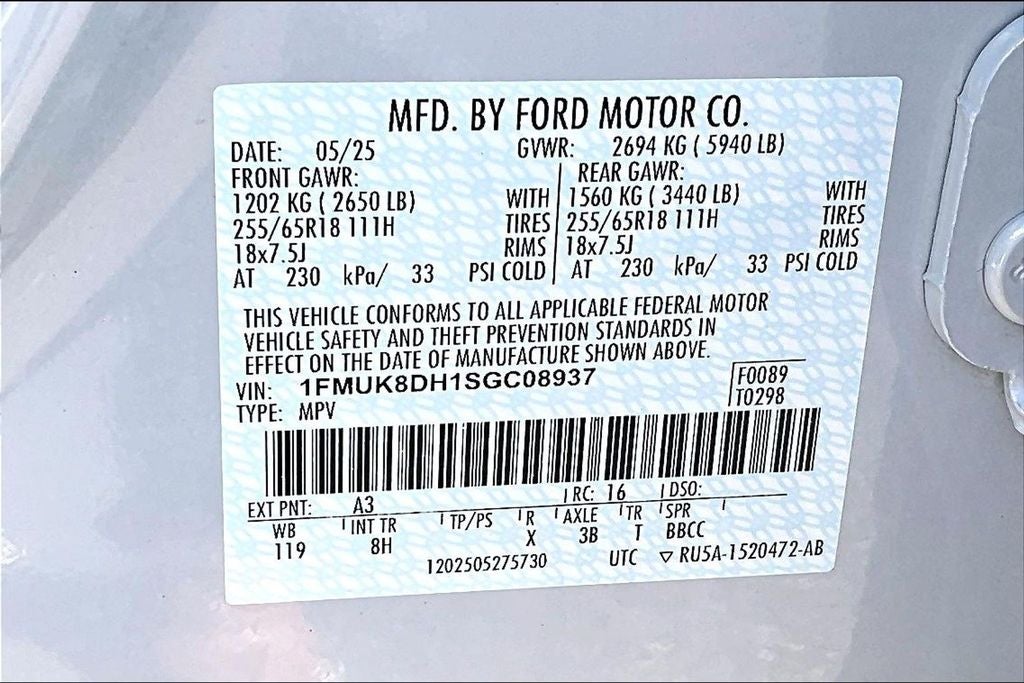 MFD. BY FORD MOTOR CO.
DATE: 05/25 GVWR: 2694 KG ( 5940 LB)
FRONT GAWR: REAR GAWR:
1202 KG ( 2650 LB) WITH 1560 KG ( 3440 LB) WITH
255/65R18 111H TIRES 255/65R18 111H TIRES
18x7.5J RIMS 18x7.5J RIMS
AT 230 kPa/ 33 PSI COLD AT 230 kPa/ 33 PSI COLD
THIS VEHICLE CONFORMS TO ALL APPLICABLE FEDERAL MOTOR
VEHICLE SAFETY AND THEFT PREVENTION STANDARDS IN
EFFECT ON THE DATE OF MANUFACTURE SHOWN ABOVE.
VIN: 1FMUK8DH1SGC08937 F0089
TYPE: MPV T0298
EXT PNT: A3 RC: 16 DSO:
WB INT TR TP/PS R AXLE TR SPR
119 8H X 3B T BBCC
1202505275730 UTC ▽ RU5A-1520472-AB